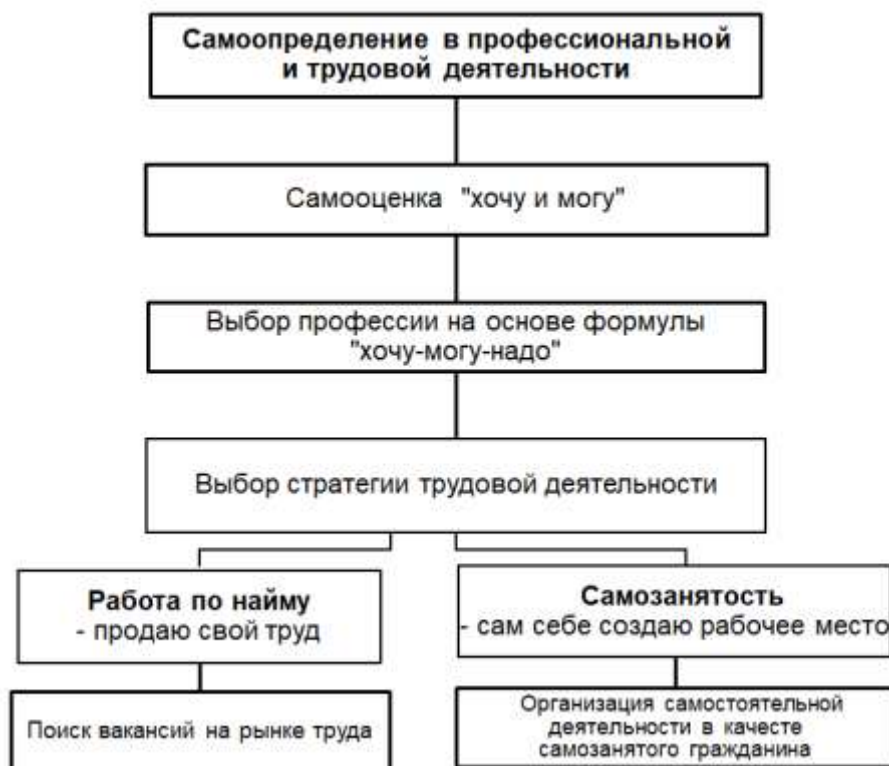 Самоопределение в профессиональной
и трудовой деятельности
Самооценка "хочу и могу"
Выбор профессии на основе формулы
"хочу-могу-надо"
Выбор стратегии трудовой деятельности
Работа по найму
- продаю свой труд
Самозанятость
- сам себе создаю рабочее место
Поиск вакансий на рынке труда
Организация самостоятельной
деятельности в качесте
самозанятого гражданина